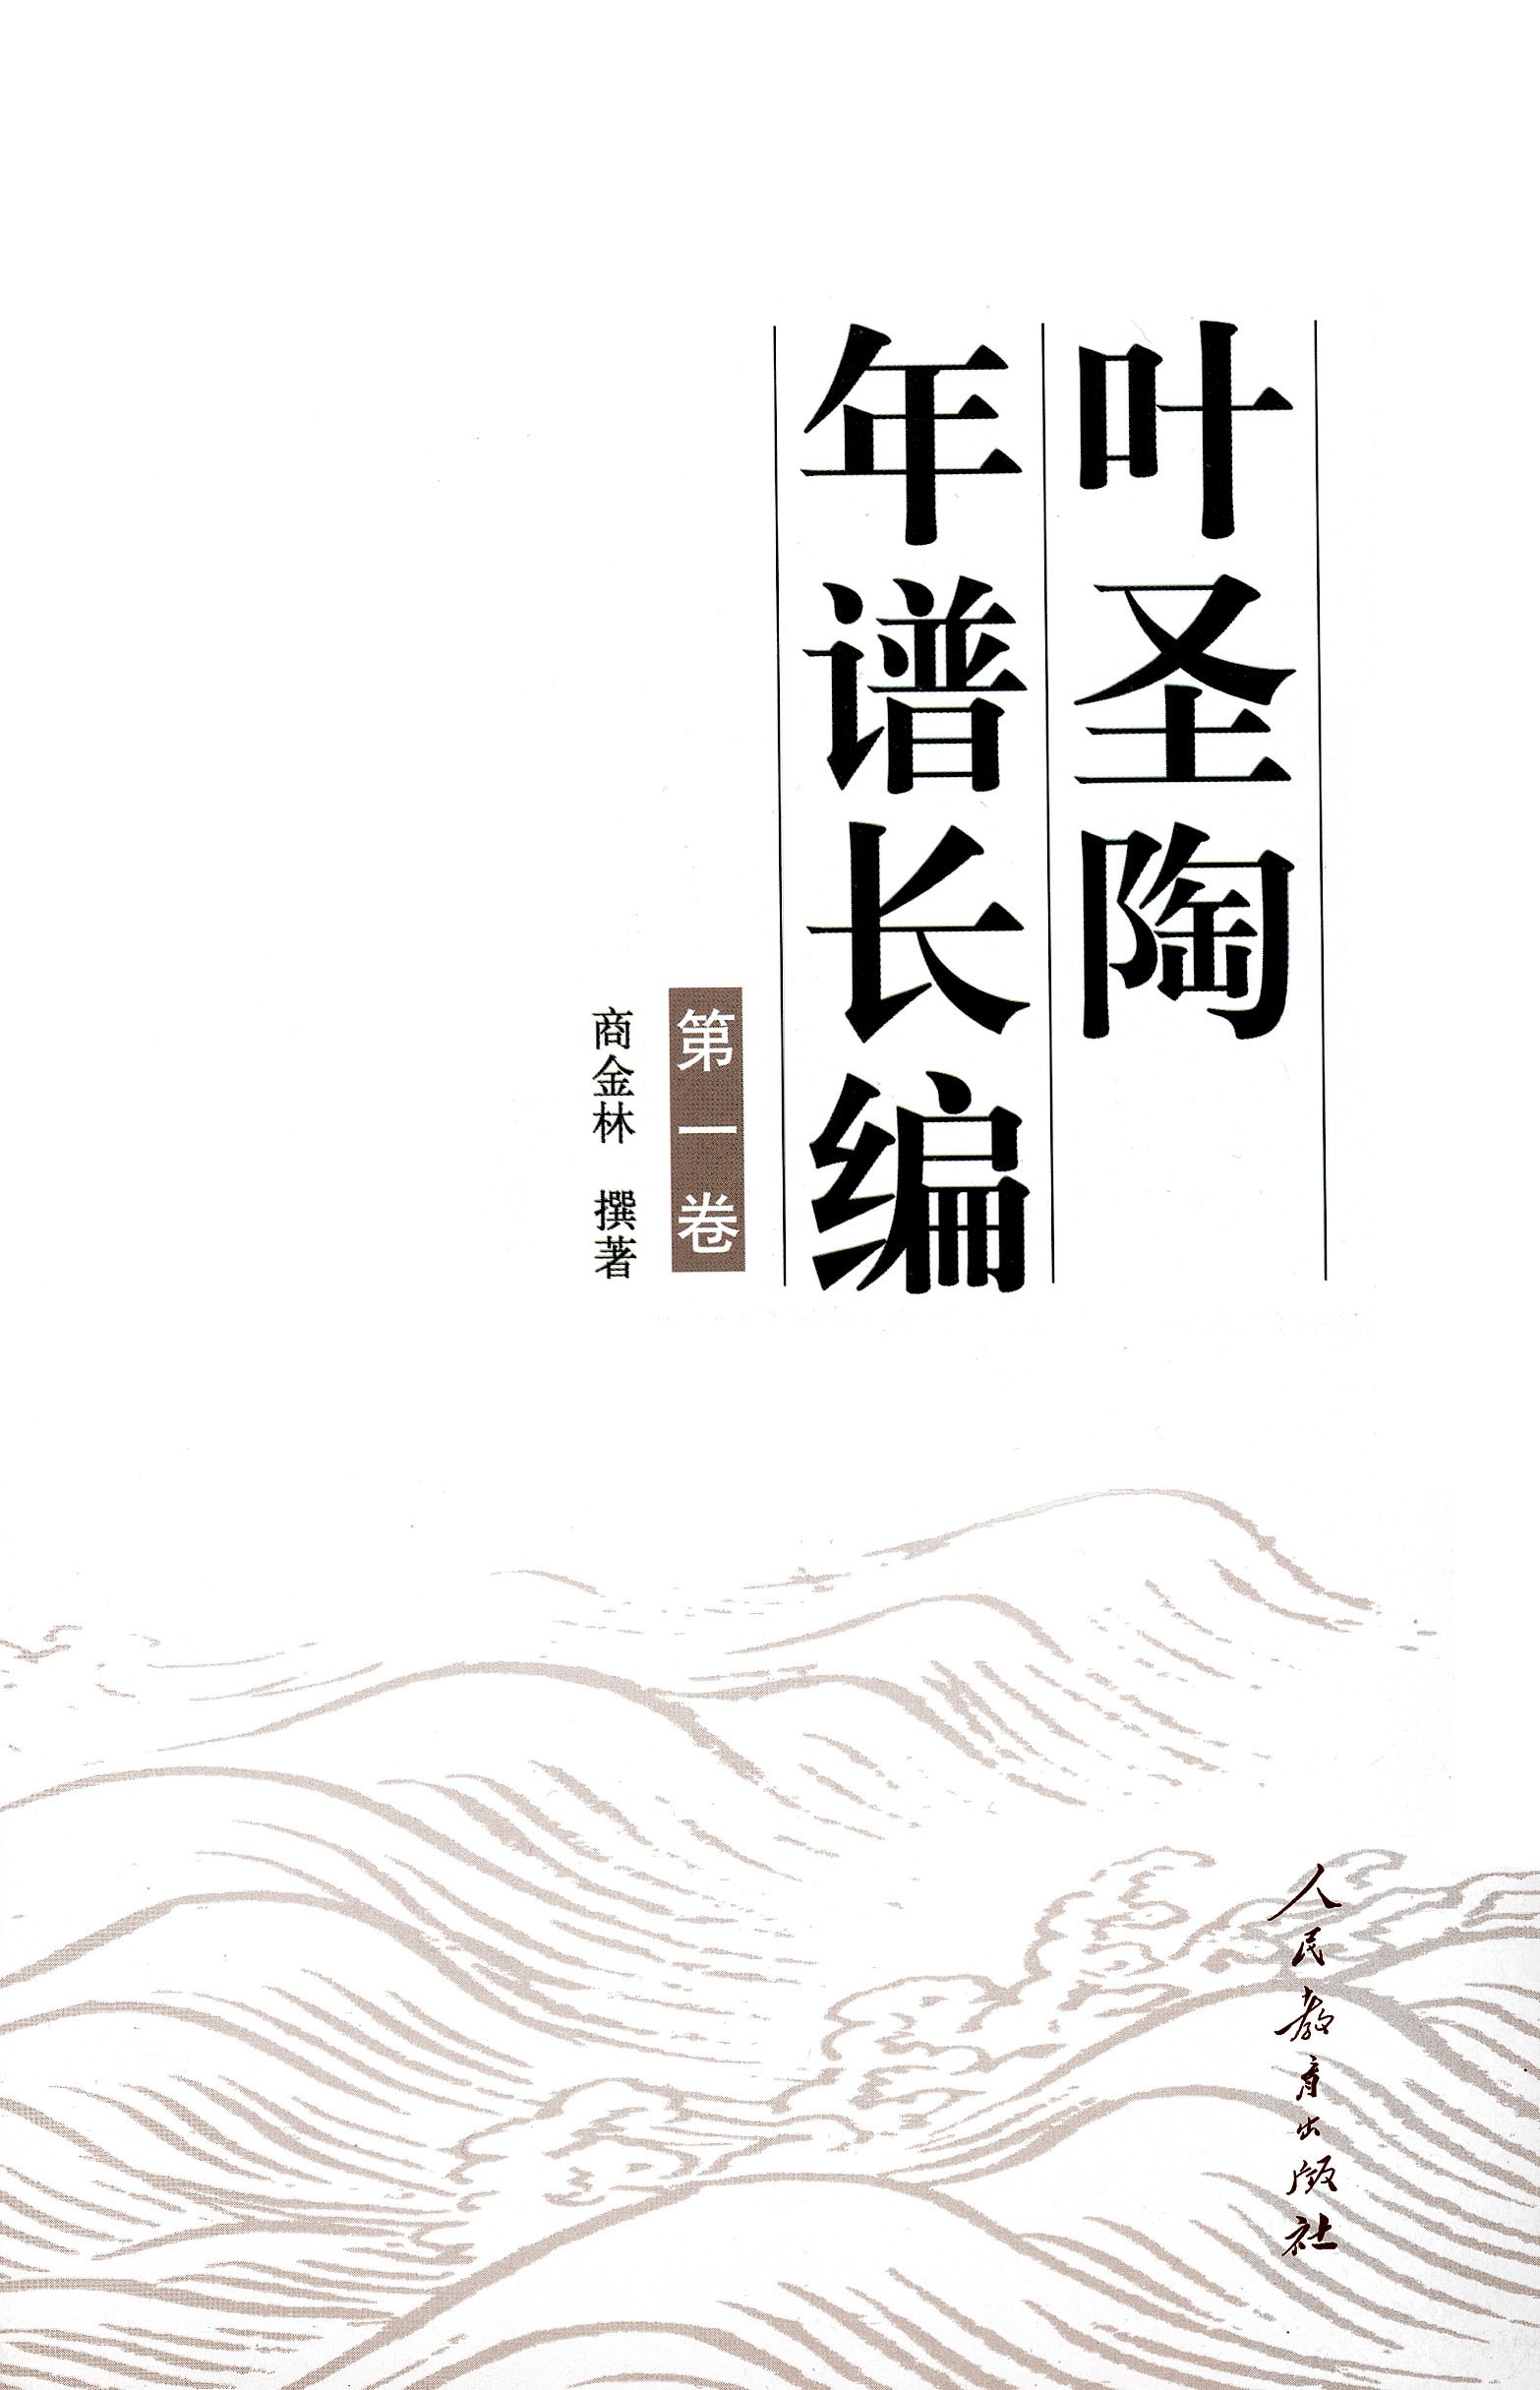 叶圣陶
年谱长编
第一卷
商金林 撰著
人民教育出版社